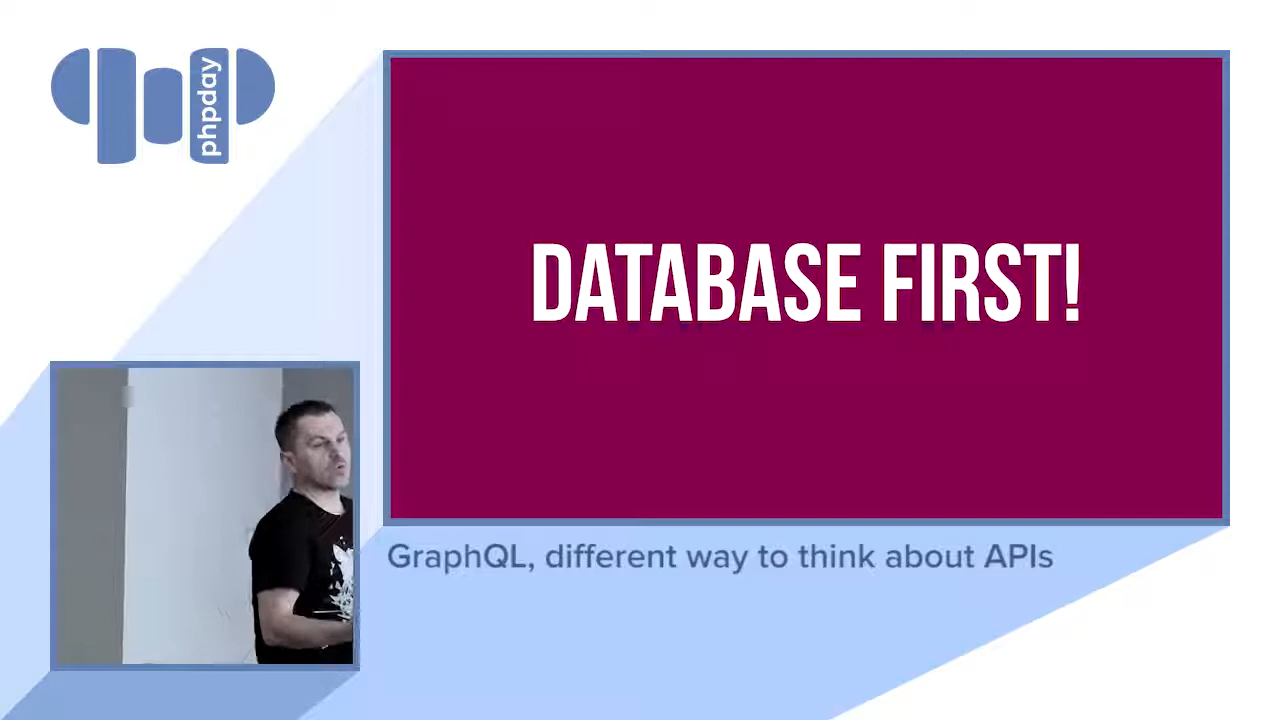 phpday
DATABASE FIRST!
GraphQL, different way to think about APIs